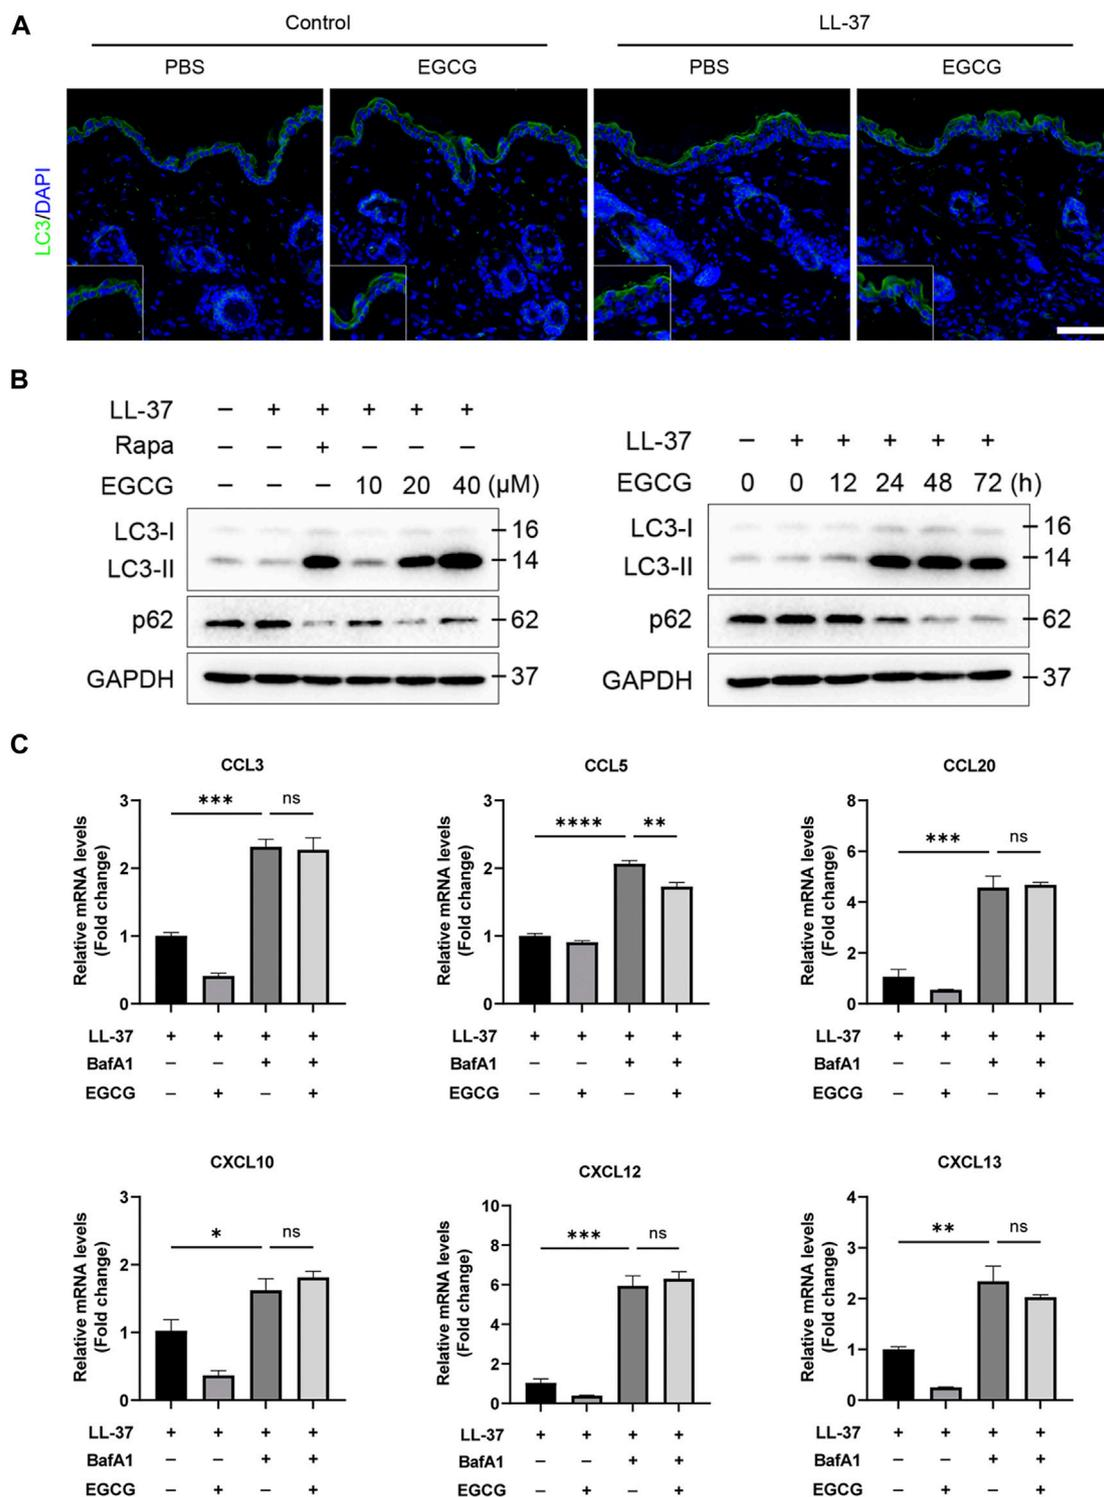 A
Control
LL-37
PBS
EGCG
PBS
EGCG
LC3/DAPI
B
LL-37 − + + + + +
Rapa − − + − − −
EGCG − − − 10 20 40 (μM)
LC3-I
16
LC3-II
14
p62
62
GAPDH
37
LL-37 − + + + + +
EGCG 0 0 12 24 48 72 (h)
LC3-I
16
LC3-II
14
p62
62
GAPDH
37
C
CCL3
Relative mRNA levels
(Fold change)
3
2
1
0
*** ns
LL-37 + + + +
BafA1 − − + +
EGCG − + − +
CCL5
Relative mRNA levels
(Fold change)
3
2
1
0
**** **
LL-37 + + + +
BafA1 − − + +
EGCG − + − +
CCL20
Relative mRNA levels
(Fold change)
8
6
4
2
0
*** ns
LL-37 + + + +
BafA1 − − + +
EGCG − + − +
CXCL10
Relative mRNA levels
(Fold change)
3
2
1
0
* ns
LL-37 + + + +
BafA1 − − + +
EGCG − + − +
CXCL12
Relative mRNA levels
(Fold change)
10
8
6
4
2
0
*** ns
LL-37 + + + +
BafA1 − − + +
EGCG − + − +
CXCL13
Relative mRNA levels
(Fold change)
4
3
2
1
0
** ns
LL-37 + + + +
BafA1 − − + +
EGCG − + − +